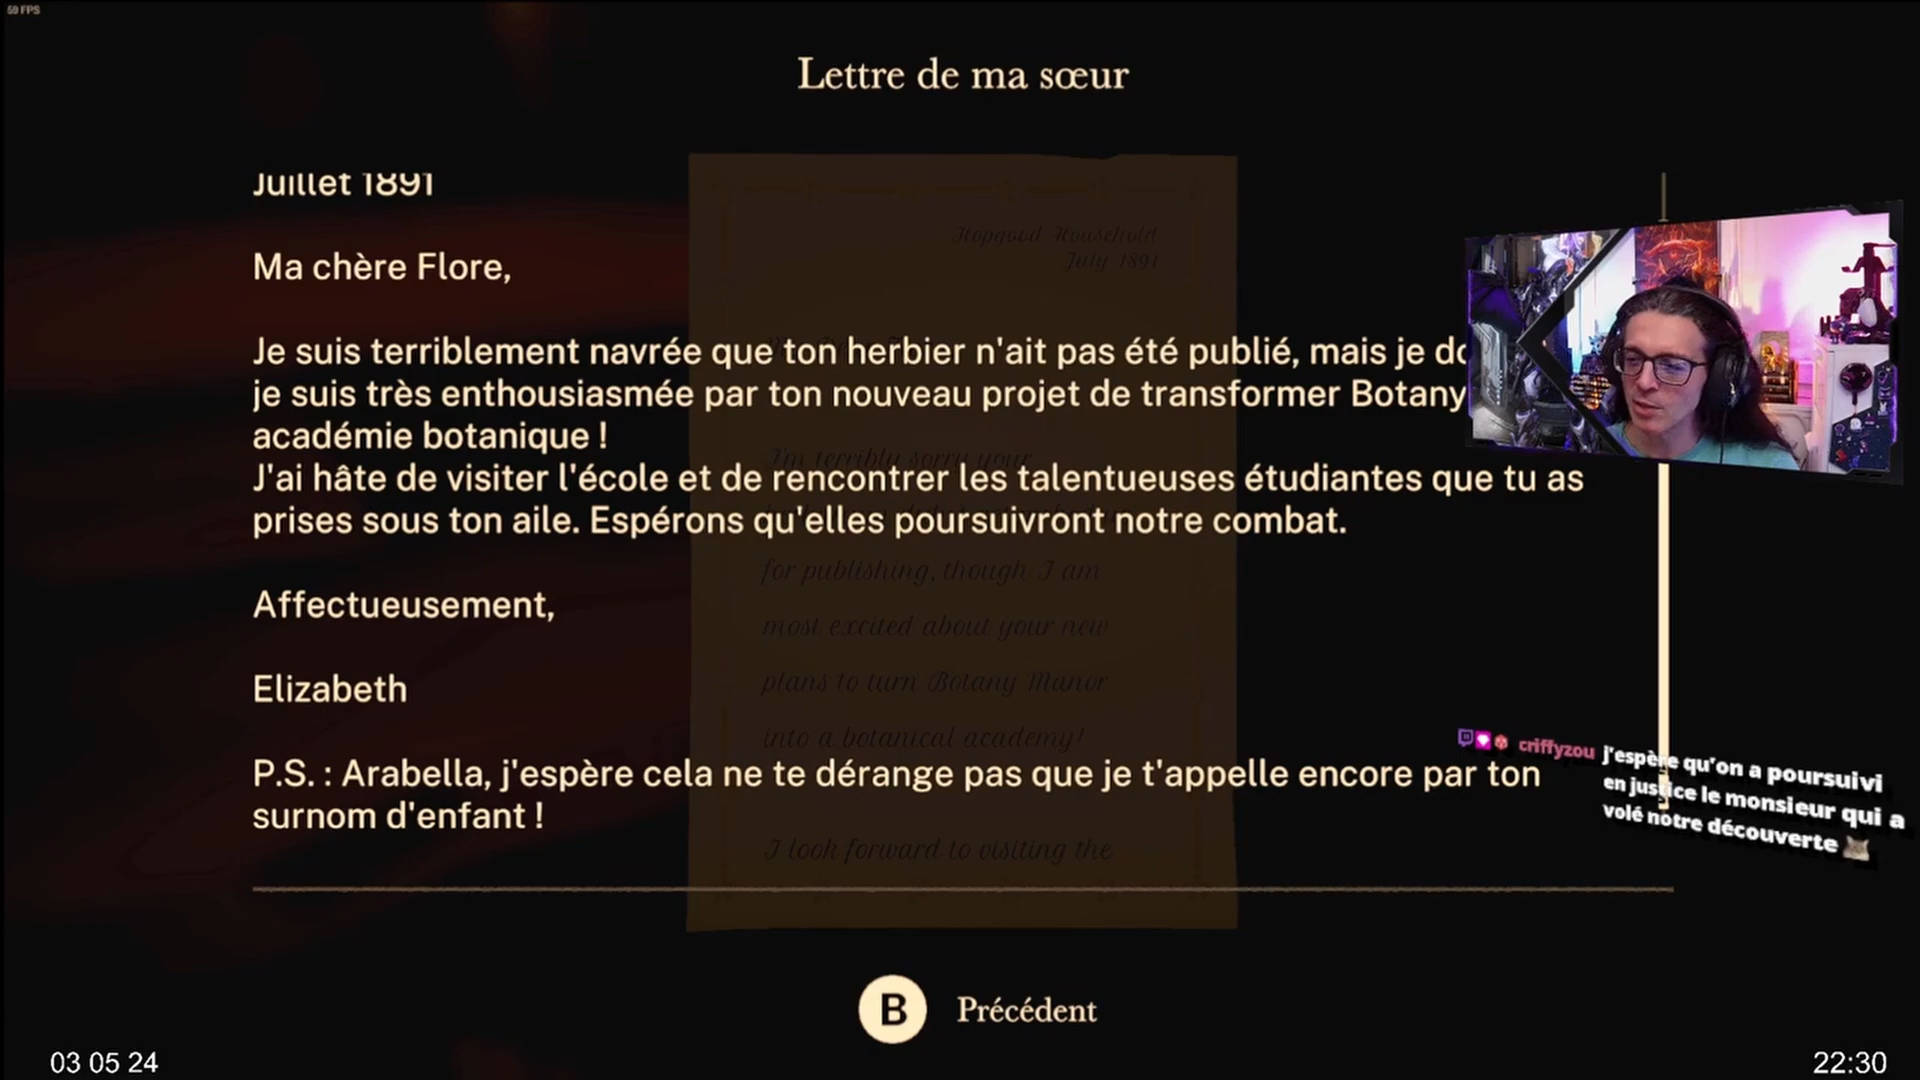 59 FPS
Lettre de ma sœur
Juillet 1891
Hopgood Household
July 1891
Ma chère Flore,
Je suis terriblement navrée que ton herbier n'ait pas été publié, mais je
je suis très enthousiasmée par ton nouveau projet de transformer Botany
académie botanique !
I'm terribly sorry your
J'ai hâte de visiter l'école et de rencontrer les talentueuses étudiantes que tu as
prises sous ton aile. Espérons qu'elles poursuivront notre combat.
for publishing, though I am
Affectueusement,
most excited about your new
plans to turn Botany Manor
Elizabeth
into a botanical academy!
P.S. : Arabella, j'espère cela ne te dérange pas que je t'appelle encore par ton
surnom d'enfant !
I look forward to visiting the
criffyzou j'espère qu'on a poursuivi
en justice le monsieur qui a
volé notre découverte
B Précédent
03 05 24
22:30